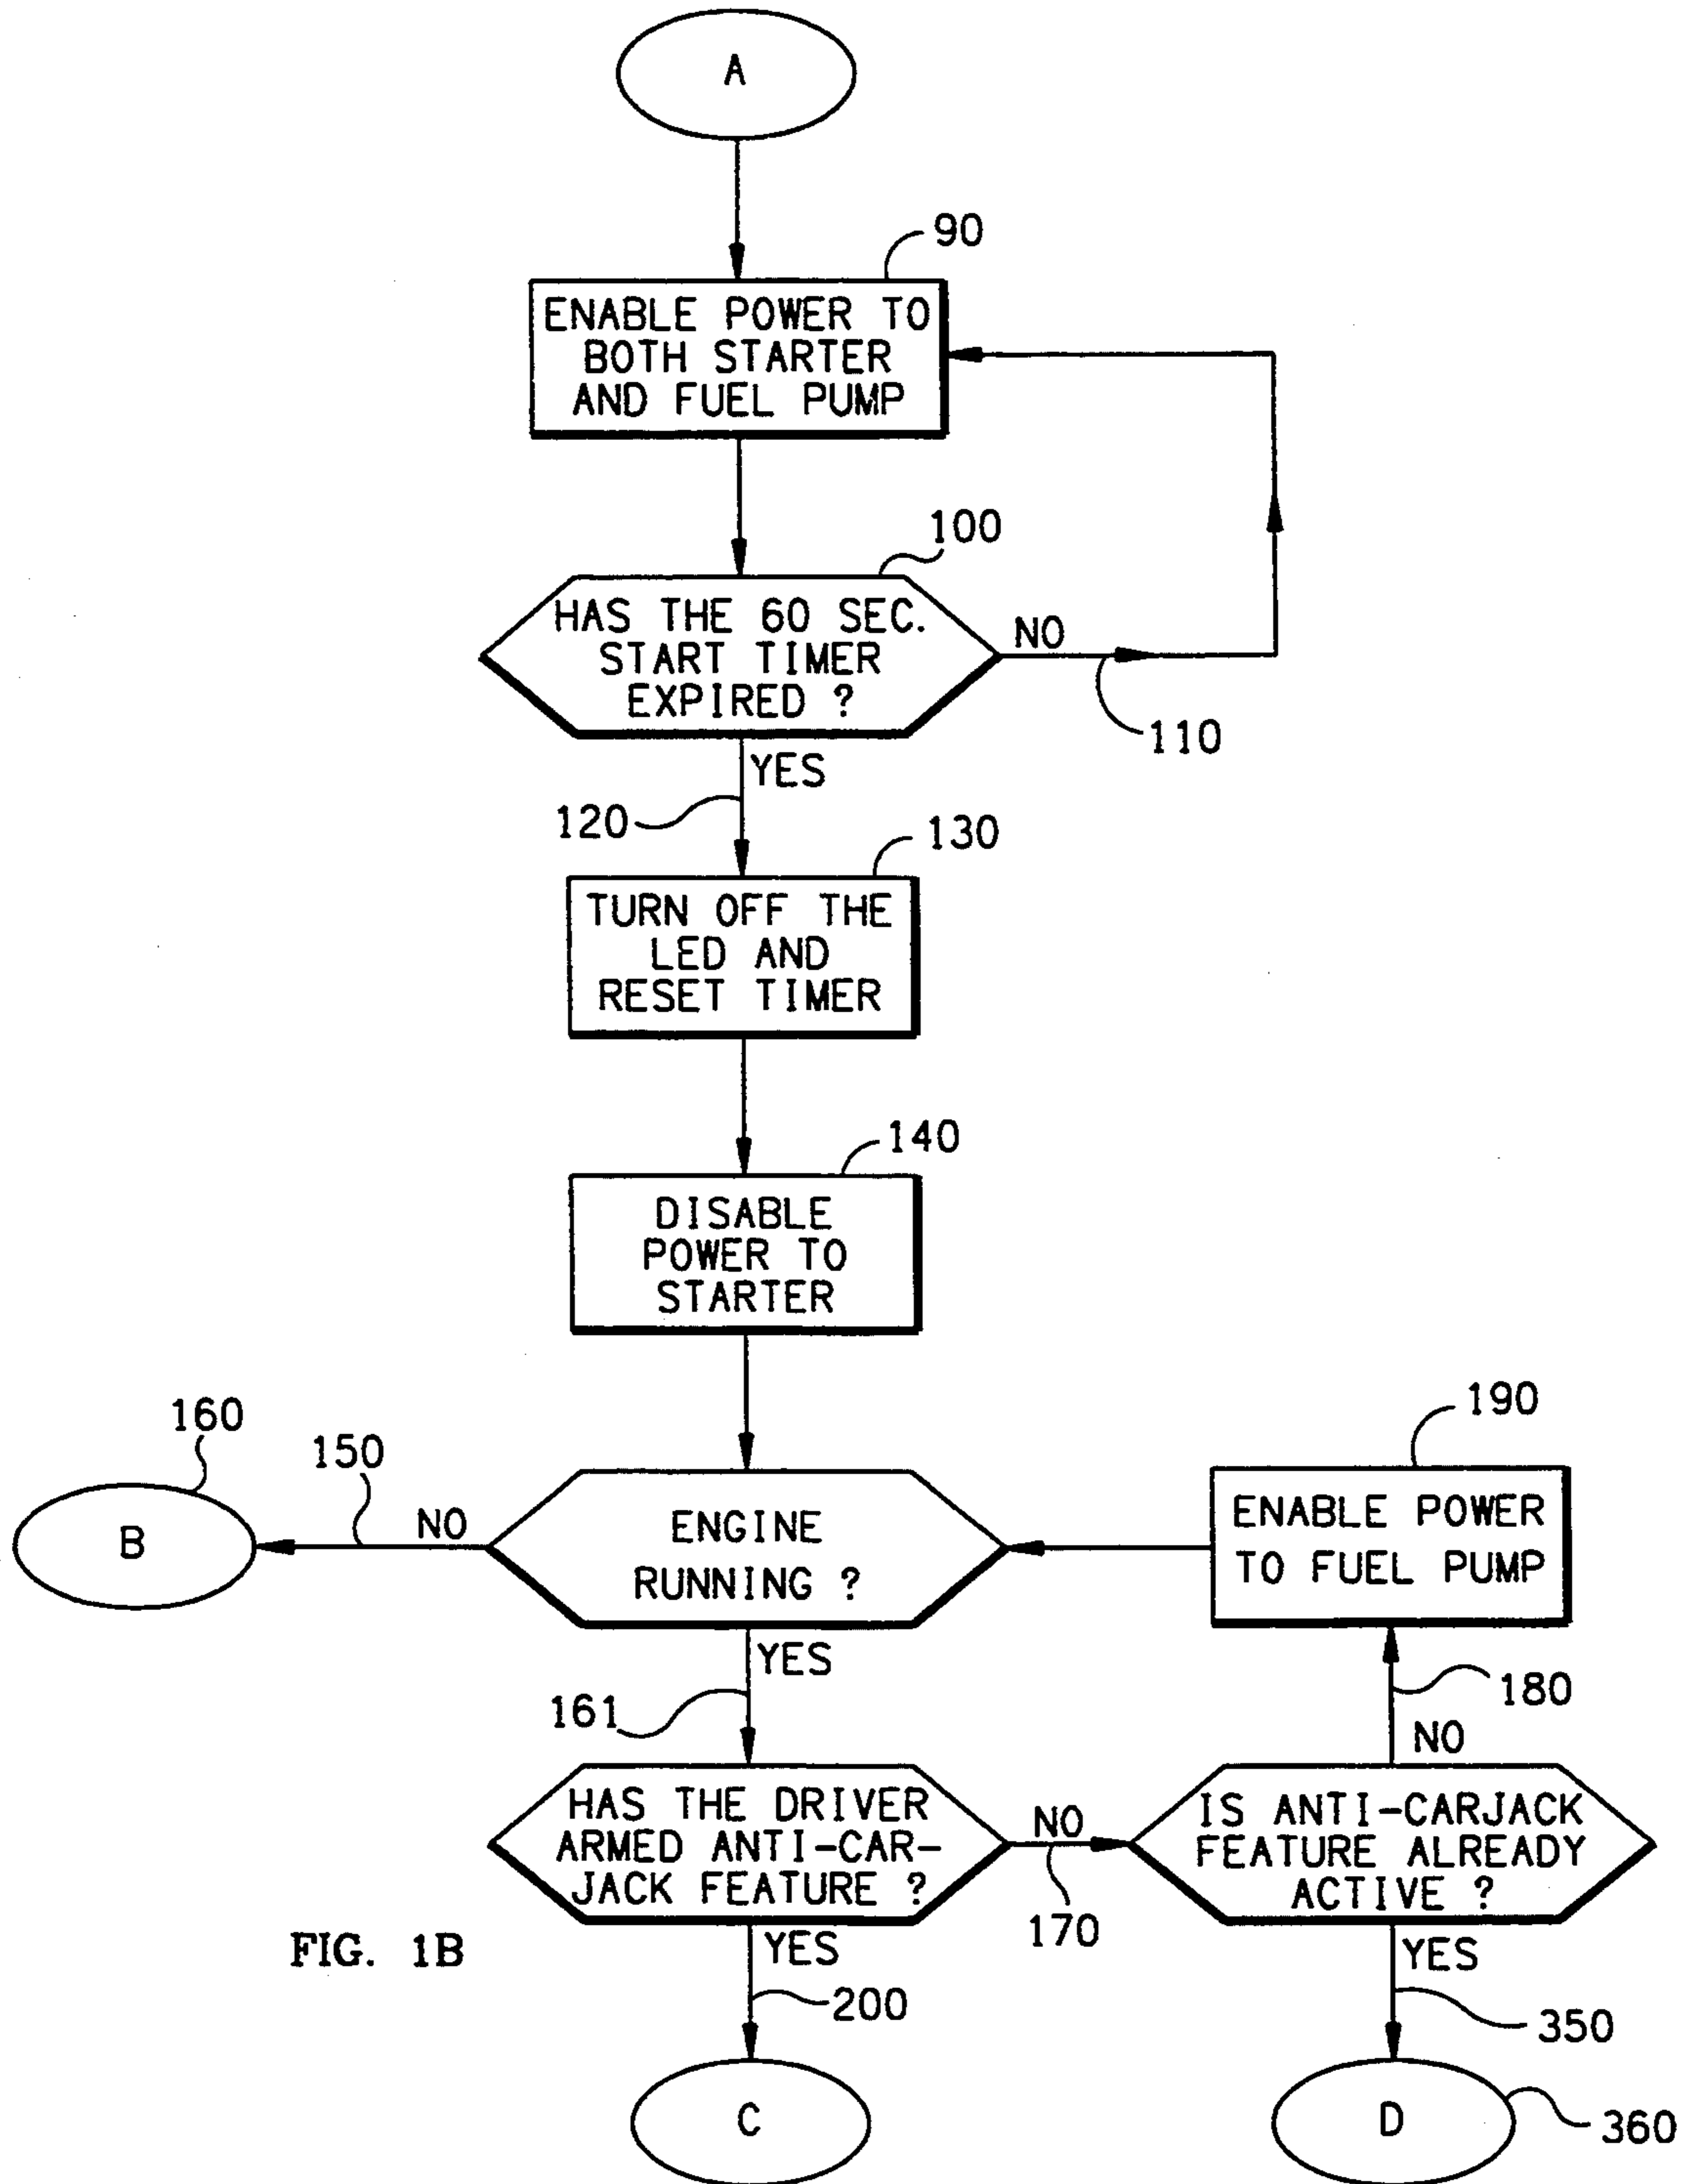 A
90
ENABLE POWER TO
BOTH STARTER
AND FUEL PUMP
100
HAS THE 60 SEC.
START TIMER
EXPIRED ?
NO
110
YES
120
130
TURN OFF THE
LED AND
RESET TIMER
140
DISABLE
POWER TO
STARTER
160
B
150
NO
ENGINE
RUNNING ?
190
ENABLE POWER
TO FUEL PUMP
YES
161
180
NO
HAS THE DRIVER
ARMED ANTI-CAR-
JACK FEATURE ?
NO
170
IS ANTI-CARJACK
FEATURE ALREADY
ACTIVE ?
FIG. 1B
YES
200
YES
350
C
D
360